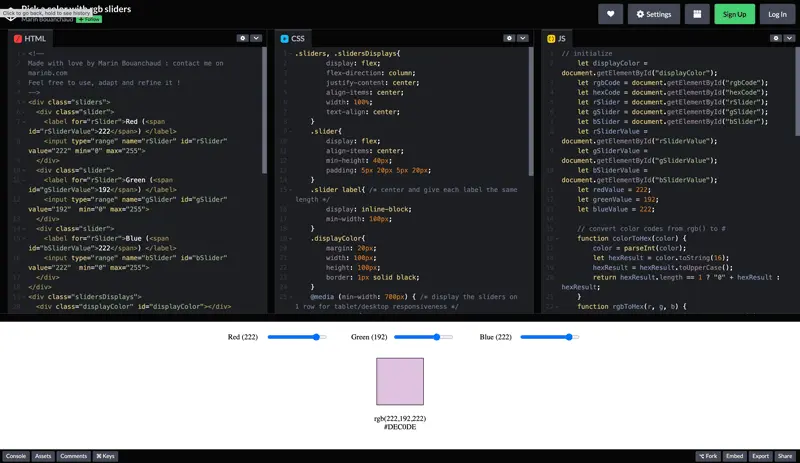 Pick a color with rgb sliders
Click to go back, hold to see history
Marin Bouanchaud + Follow
Settings
Sign Up
Log In
HTML
<!--
Made with love by Marin Bouanchaud : contact me on
marinb.com
Feel free to use, adapt and refine it !
-->
<div class="sliders">
<div class="slider">
<label for="rSlider">Red (<span
id="rSliderValue">222</span>) </label>
<input type="range" name="rSlider" id="rSlider"
value="222" min="0" max="255">
</div>
<div class="slider">
<label for="rSlider">Green (<span
id="gSliderValue">192</span>) </label>
<input type="range" name="gSlider" id="gSlider"
value="192" min="0" max="255">
</div>
<div class="slider">
<label for="rSlider">Blue (<span
id="bSliderValue">222</span>) </label>
<input type="range" name="bSlider" id="bSlider"
value="222" min="0" max="255">
</div>
<div class="slidersDisplays">
<div class="displayColor" id="displayColor"></div>
CSS
.sliders, .slidersDisplays{
display: flex;
flex-direction: column;
justify-content: center;
align-items: center;
width: 100%;
text-align: center;
}
.slider{
display: flex;
align-items: center;
min-height: 40px;
padding: 5px 20px 5px 20px;
}
.slider label{ /* center and give each label the same
length */
display: inline-block;
min-width: 100px;
}
.displayColor{
margin: 20px;
width: 100px;
height: 100px;
border: 1px solid black;
}
@media (min-width: 700px) { /* display the sliders on
1 row for tablet/desktop responsiveness */
JS
// initialize
let displayColor =
document.getElementById("displayColor");
let rgbCode = document.getElementById("rgbCode");
let hexCode = document.getElementById("hexCode");
let rSlider = document.getElementById("rSlider");
let gSlider = document.getElementById("gSlider");
let bSlider = document.getElementById("bSlider");
let rSliderValue =
document.getElementById("rSliderValue");
let gSliderValue =
document.getElementById("gSliderValue");
let bSliderValue =
document.getElementById("bSliderValue");
let redValue = 222;
let greenValue = 192;
let blueValue = 222;
// convert color codes from rgb() to #
function colorToHex(color) {
color = parseInt(color);
let hexResult = color.toString(16);
hexResult = hexResult.toUpperCase();
return hexResult.length == 1 ? "0" + hexResult :
hexResult;
}
function rgbToHex(r, g, b) {
Red (222)
Green (192)
Blue (222)
rgb(222,192,222)
#DEC0DE
Console
Assets
Comments
⌘ Keys
Fork
Embed
Export
Share